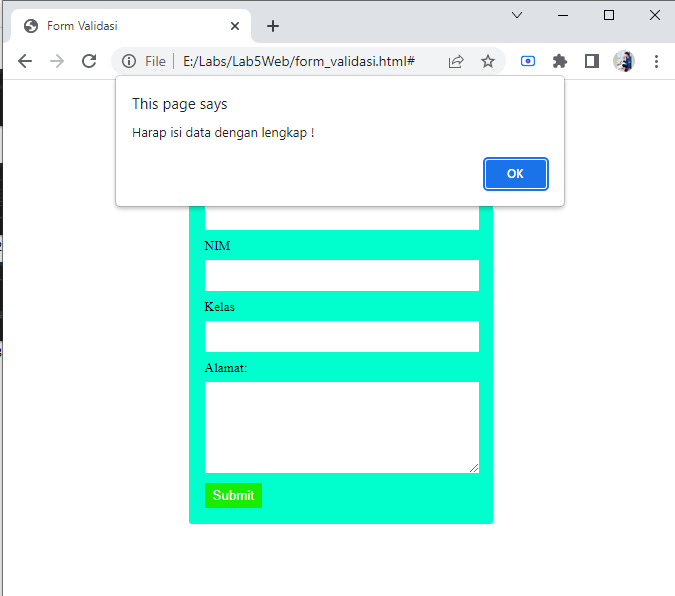 Form Validasi
File
E:/Labs/Lab5Web/form_validasi.html#
This page says
Harap isi data dengan lengkap !
OK
NIM
Kelas
Alamat:
Submit